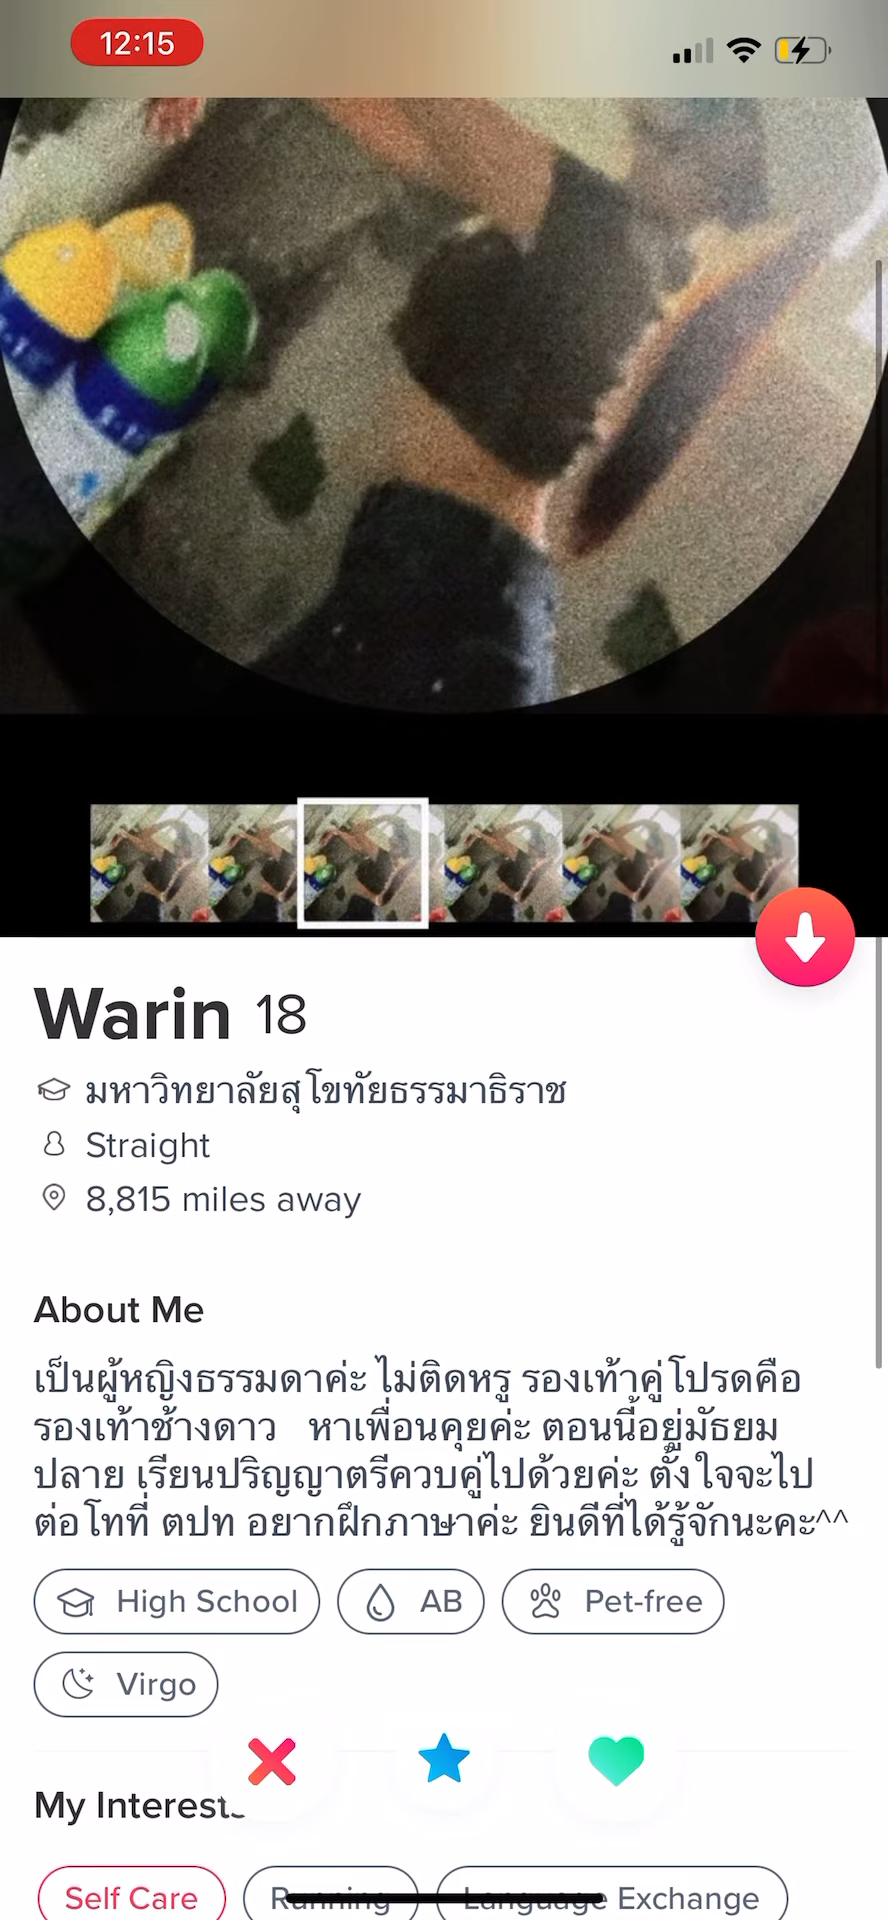 12:15
Warin 18
มหาวิทยาลัยสุโขทัยธรรมาธิราช
Straight
8,815 miles away
About Me
เป็นผู้หญิงธรรมดาค่ะ ไม่ติดหรู รองเท้าคู่โปรดคือ
รองเท้าช้างดาว หาเพื่อนคุยค่ะ ตอนนี้อยู่มัธยม
ปลาย เรียนปริญญาตรีควบคู่ไปด้วยค่ะ ตั้งใจจะไป
ต่อโทที่ ตปท อยากฝึกภาษาค่ะ ยินดีที่ได้รู้จักนะคะ^^
High School AB Pet-free
Virgo
My Interests
Self Care Running Language Exchange